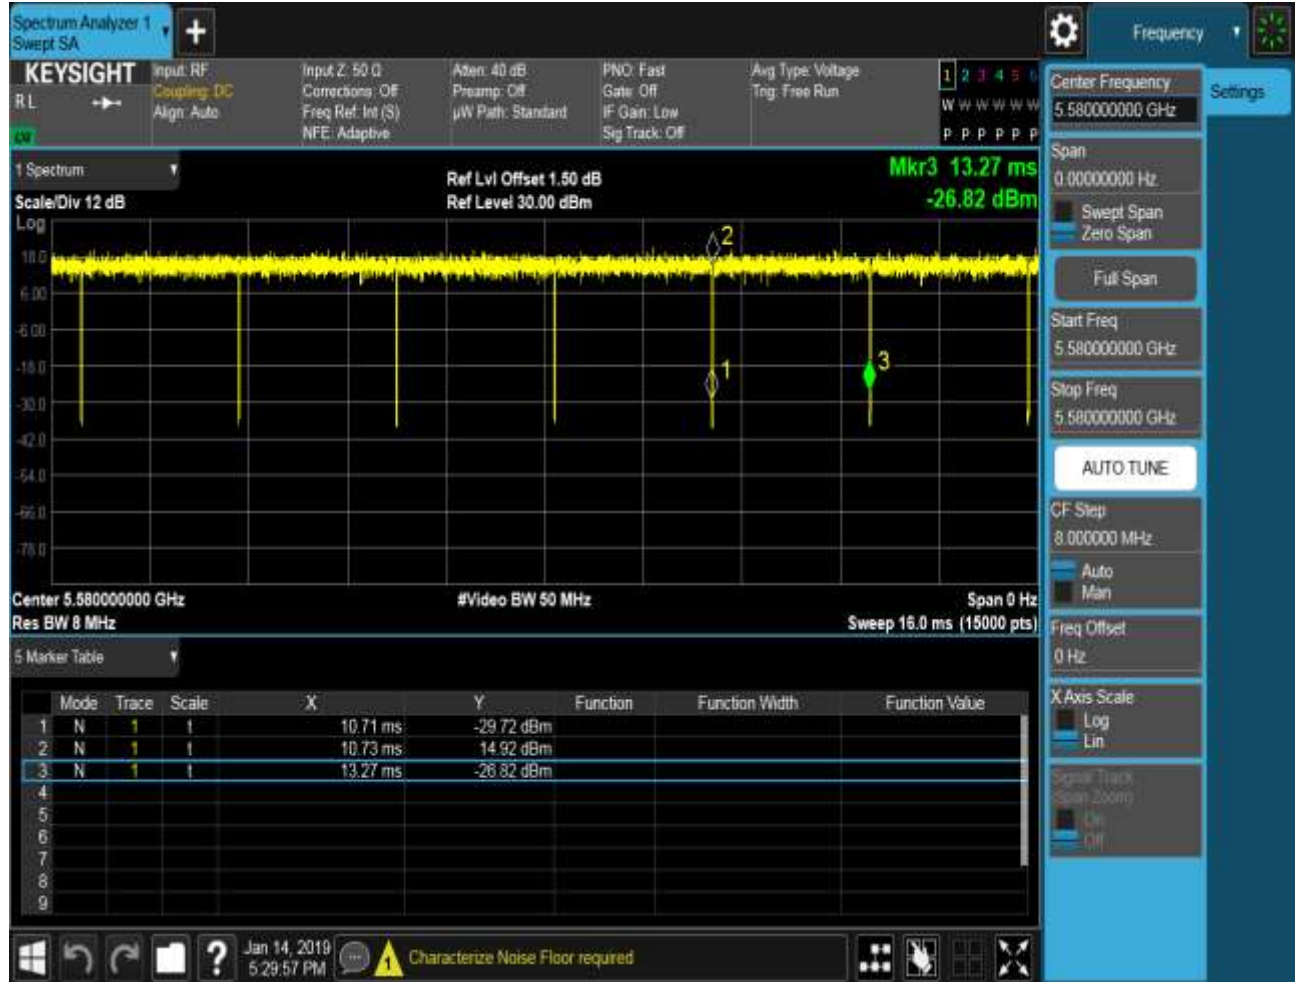 Spectrum Analyzer 1
Swept SA
Frequency
KEYSIGHT
R L
Input: RF
Coupling: DC
Align: Auto
Input Z: 50 Ω
Corrections: Off
Freq Ref: Int (S)
NFE: Adaptive
Atten: 40 dB
Preamp: Off
µW Path: Standard
PNO: Fast
Gate: Off
IF Gain: Low
Sig Track: Off
Avg Type: Voltage
Trig: Free Run
1 2 3 4 5 6
W W W W W W
P P P P P P
1 Spectrum
Scale/Div 12 dB
Ref Lvl Offset 1.50 dB
Ref Level 30.00 dBm
Mkr3 13.27 ms
-26.82 dBm
Log
18.0
6.00
-6.00
-18.0
-30.0
-42.0
-54.0
-66.0
-78.0
2
1
3
Center 5.580000000 GHz
#Video BW 50 MHz
Span 0 Hz
Res BW 8 MHz
Sweep 16.0 ms (15000 pts)
5 Marker Table
Mode Trace Scale X Y Function Function Width Function Value
1 N 1 t 10.71 ms -29.72 dBm
2 N 1 t 10.73 ms 14.92 dBm
3 N 1 t 13.27 ms -26.82 dBm
4
5
6
7
8
9
Jan 14, 2019
5:29:57 PM
?
1
Characterize Noise Floor required
Center Frequency
5.580000000 GHz
Settings
Span
0.00000000 Hz
Swept Span
Zero Span
Full Span
Start Freq
5.580000000 GHz
Stop Freq
5.580000000 GHz
AUTO TUNE
CF Step
8.000000 MHz
Auto
Man
Freq Offset
0 Hz
X Axis Scale
Log
Lin
Signal Track
(Span Zoom)
On
Off